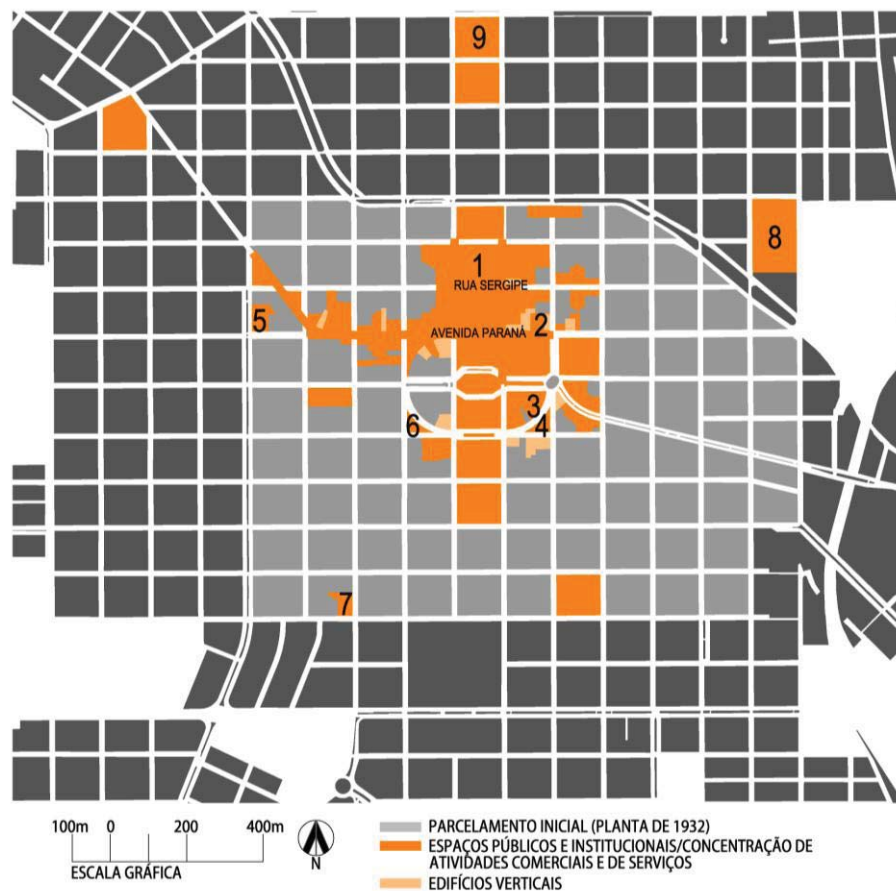 9
8
1
RUA SERGIPE
5
AVENIDA PARANÁ
2
3
6
4
7
100m 0 200 400m
ESCALA GRÁFICA
N
PARCELAMENTO INICIAL (PLANTA DE 1932)
ESPAÇOS PÚBLICOS E INSTITUCIONAIS/CONCENTRAÇÃO DE
ATIVIDADES COMERCIAIS E DE SERVIÇOS
EDIFÍCIOS VERTICAIS